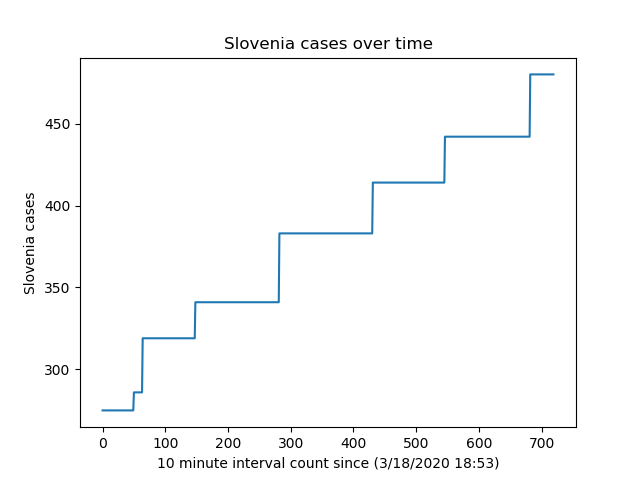 Slovenia cases over time
Slovenia cases
450
400
350
300
0 100 200 300 400 500 600 700
10 minute interval count since (3/18/2020 18:53)